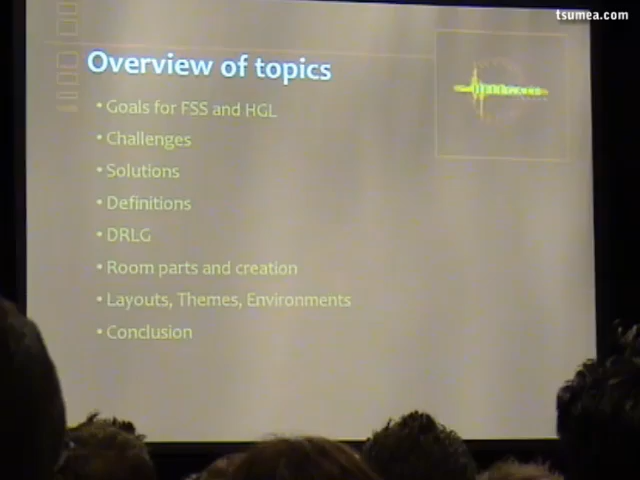 tsumea.com
Overview of topics
• Goals for FSS and HGL
• Challenges
• Solutions
• Definitions
• DRLG
• Room parts and creation
• Layouts, Themes, Environments
• Conclusion